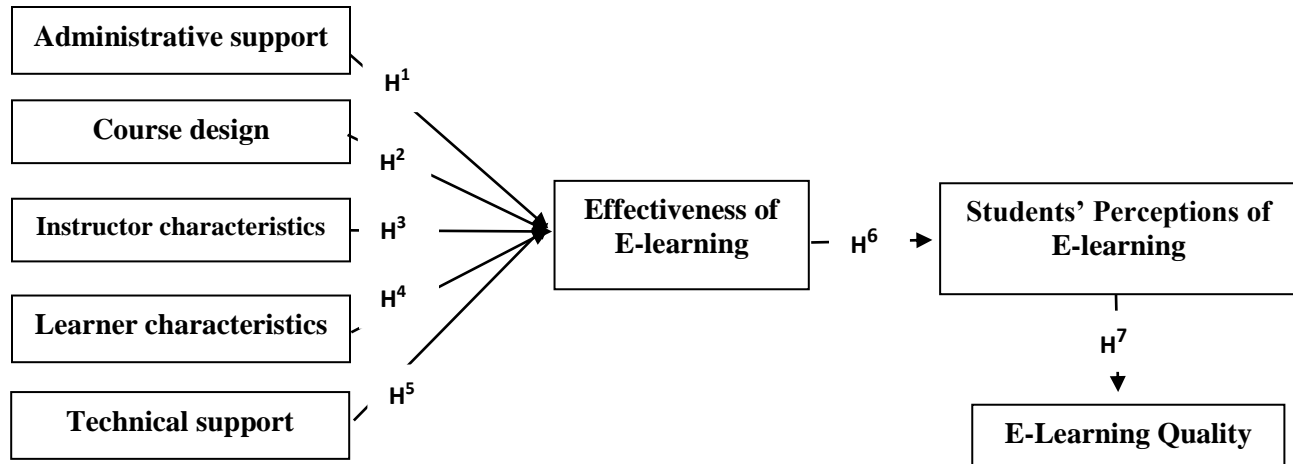 Administrative support
H1
Course design
H2
Instructor characteristics
H3
Learner characteristics
H4
Technical support
H5
Effectiveness of
E-learning
H6
Students’ Perceptions of
E-learning
H7
E-Learning Quality